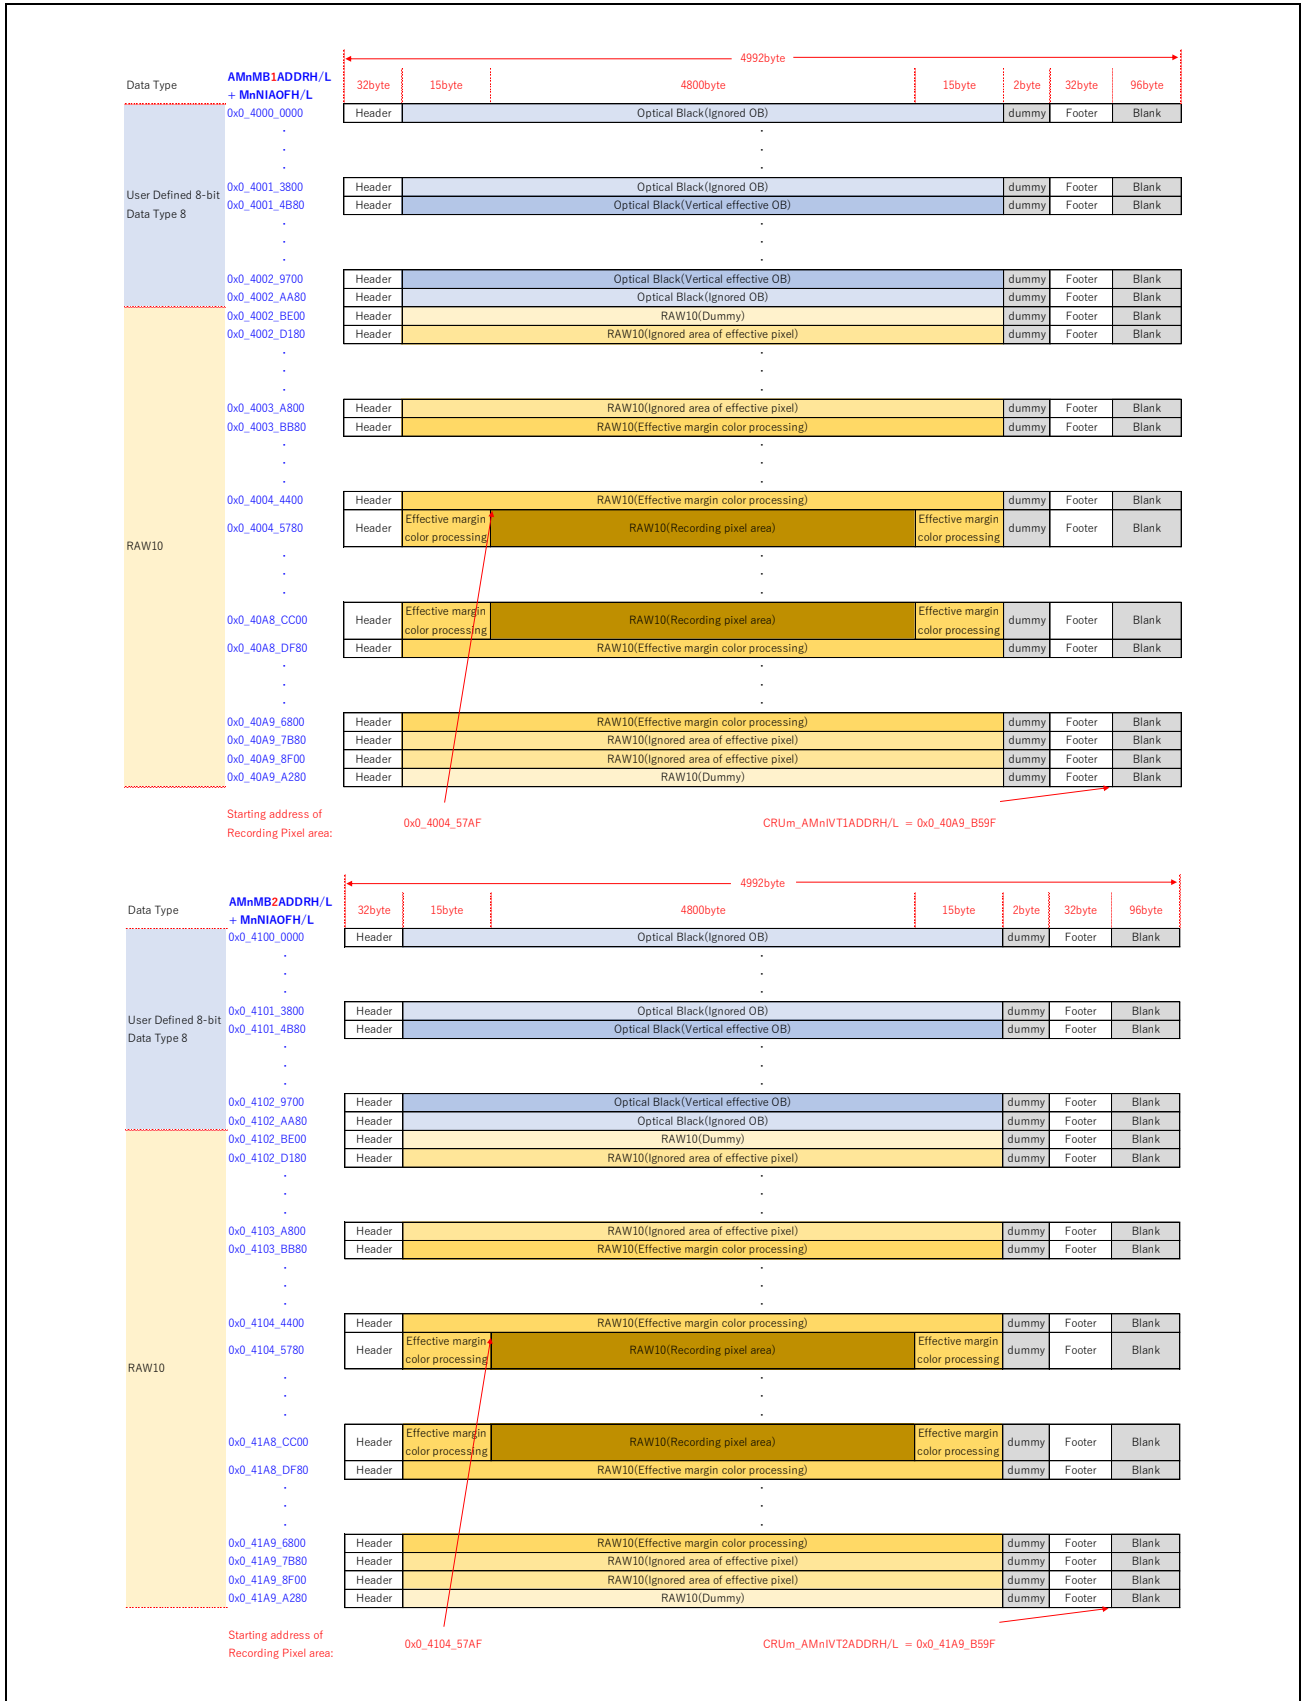 4992byte
Data Type AMnMB1ADDRH/L 32byte 15byte 4800byte 15byte 2byte 32byte 96byte
+ MnNIAOFH/L
0x0_4000_0000 Header Optical Black(Ignored OB) dummy Footer Blank
User Defined 8-bit
Data Type 8
0x0_4001_3800 Header Optical Black(Ignored OB) dummy Footer Blank
0x0_4001_4B80 Header Optical Black(Vertical effective OB) dummy Footer Blank
0x0_4002_9700 Header Optical Black(Vertical effective OB) dummy Footer Blank
0x0_4002_AA80 Header Optical Black(Ignored OB) dummy Footer Blank
0x0_4002_BE00 Header RAW10(Dummy) dummy Footer Blank
0x0_4002_D180 Header RAW10(Ignored area of effective pixel) dummy Footer Blank
0x0_4003_A800 Header RAW10(Ignored area of effective pixel) dummy Footer Blank
0x0_4003_BB80 Header RAW10(Effective margin color processing) dummy Footer Blank
0x0_4004_4400 Header RAW10(Effective margin color processing) dummy Footer Blank
0x0_4004_5780 Header Effective margin color processing RAW10(Recording pixel area) Effective margin color processing dummy Footer Blank
RAW10
0x0_40A8_CC00 Header Effective margin color processing RAW10(Recording pixel area) Effective margin color processing dummy Footer Blank
0x0_40A8_DF80 Header RAW10(Effective margin color processing) dummy Footer Blank
0x0_40A9_6800 Header RAW10(Effective margin color processing) dummy Footer Blank
0x0_40A9_7B80 Header RAW10(Ignored area of effective pixel) dummy Footer Blank
0x0_40A9_8F00 Header RAW10(Ignored area of effective pixel) dummy Footer Blank
0x0_40A9_A280 Header RAW10(Dummy) dummy Footer Blank
Starting address of
Recording Pixel area: 0x0_4004_57AF CRUm_AMnIVT1ADDRH/L = 0x0_40A9_B59F
4992byte
Data Type AMnMB2ADDRH/L 32byte 15byte 4800byte 15byte 2byte 32byte 96byte
+ MnNIAOFH/L
0x0_4100_0000 Header Optical Black(Ignored OB) dummy Footer Blank
User Defined 8-bit
Data Type 8
0x0_4101_3800 Header Optical Black(Ignored OB) dummy Footer Blank
0x0_4101_4B80 Header Optical Black(Vertical effective OB) dummy Footer Blank
0x0_4102_9700 Header Optical Black(Vertical effective OB) dummy Footer Blank
0x0_4102_AA80 Header Optical Black(Ignored OB) dummy Footer Blank
0x0_4102_BE00 Header RAW10(Dummy) dummy Footer Blank
0x0_4102_D180 Header RAW10(Ignored area of effective pixel) dummy Footer Blank
0x0_4103_A800 Header RAW10(Ignored area of effective pixel) dummy Footer Blank
0x0_4103_BB80 Header RAW10(Effective margin color processing) dummy Footer Blank
0x0_4104_4400 Header RAW10(Effective margin color processing) dummy Footer Blank
0x0_4104_5780 Header Effective margin color processing RAW10(Recording pixel area) Effective margin color processing dummy Footer Blank
RAW10
0x0_41A8_CC00 Header Effective margin color processing RAW10(Recording pixel area) Effective margin color processing dummy Footer Blank
0x0_41A8_DF80 Header RAW10(Effective margin color processing) dummy Footer Blank
0x0_41A9_6800 Header RAW10(Effective margin color processing) dummy Footer Blank
0x0_41A9_7B80 Header RAW10(Ignored area of effective pixel) dummy Footer Blank
0x0_41A9_8F00 Header RAW10(Ignored area of effective pixel) dummy Footer Blank
0x0_41A9_A280 Header RAW10(Dummy) dummy Footer Blank
Starting address of
Recording Pixel area: 0x0_4104_57AF CRUm_AMnIVT2ADDRH/L = 0x0_41A9_B59F